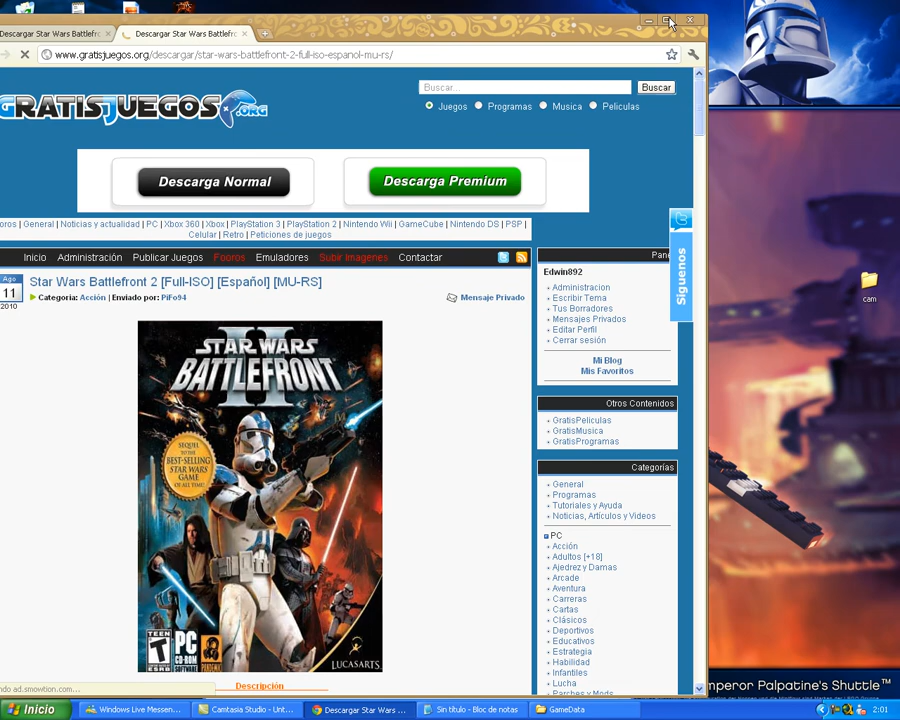 Descargar Star Wars Battlefr
Descargar Star Wars Battlefr
www.gratisjuegos.org/descargar/star-wars-battlefront-2-full-iso-espanol-mu-rs/
GRATISJUEGOS.ORG
Buscar...
Buscar
Juegos Programas Musica Peliculas
Descarga Normal
Descarga Premium
oros | General | Noticias y actualidad | PC | Xbox 360 | Xbox | PlayStation 3 | PlayStation 2 | Nintendo Wii | GameCube | Nintendo DS | PSP |
Celular | Retro | Peticiones de juegos
Inicio Administración Publicar Juegos Fooros Emuladores Subir Imagenes Contactar
Ago
11
2010
Star Wars Battlefront 2 [Full-ISO] [Español] [MU-RS]
Categoria: Acción | Enviado por: PiFo94
Mensaje Privado
STAR WARS
BATTLEFRONT
II
SEQUEL
TO THE
BEST-SELLING
STAR WARS
GAME
OF ALL TIME!
TEEN
T
ESRB
PC
CD-ROM
SOFTWARE
PANDEMIC
LUCASARTS
Descripción
Pane
Edwin892
Administracion
Escribir Tema
Tus Borradores
Mensajes Privados
Editar Perfil
Cerrar sesión
Mi Blog
Mis Favoritos
Siguenos
Otros Contenidos
GratisPeliculas
GratisMusica
GratisProgramas
Categorías
General
Programas
Tutoriales y Ayuda
Noticias, Artículos y Videos
PC
Acción
Adultos [+18]
Ajedrez y Damas
Arcade
Aventura
Carreras
Cartas
Clásicos
Deportivos
Educativos
Estrategia
Habilidad
Infantiles
Lucha
Parches y Mods
cam
mperor Palpatine's Shuttle™
ndo ad.smowtion.com...
Inicio
Windows Live Messen...
Camtasia Studio - Unt...
Descargar Star Wars ...
Sin título - Bloc de notas
GameData
2:01